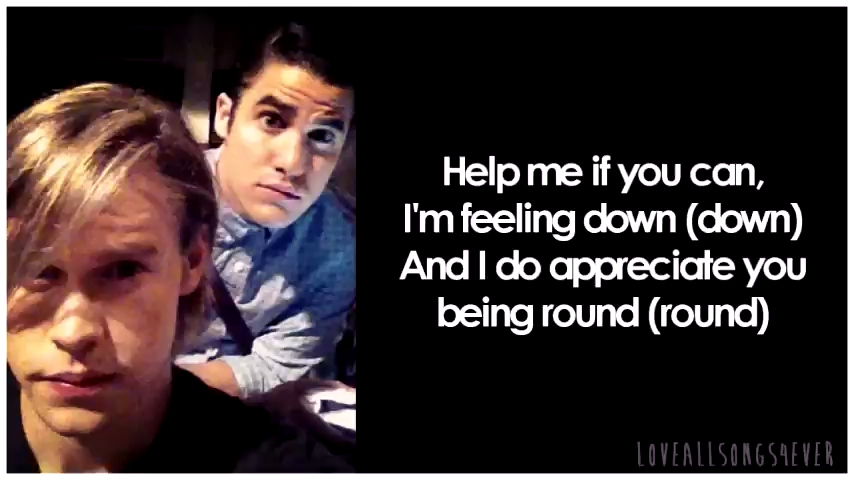 Help me if you can,
I'm feeling down (down)
And I do appreciate you
being round (round)
LOVEALLSONGS4EVER